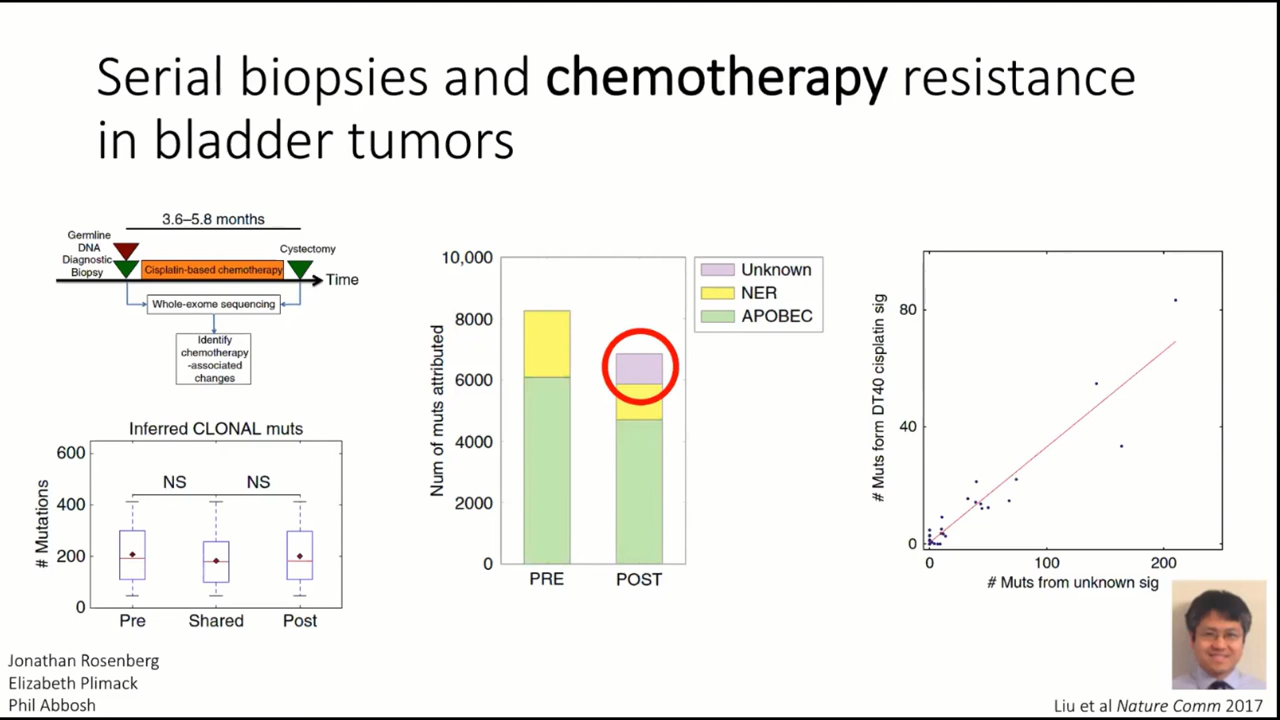 Serial biopsies and chemotherapy resistance
in bladder tumors
3.6–5.8 months
Germline
DNA
Diagnostic
Biopsy
Cisplatin-based chemotherapy
Cystectomy
Time
Whole-exome sequencing
Identify
chemotherapy
-associated
changes
Inferred CLONAL muts
# Mutations
600
400
200
0
NS
NS
Pre
Shared
Post
Num of muts attributed
10,000
8000
6000
4000
2000
0
PRE
POST
Unknown
NER
APOBEC
# Muts form DT40 cisplatin sig
80
40
0
0
100
200
# Muts from unknown sig
Jonathan Rosenberg
Elizabeth Plimack
Phil Abbosh
Liu et al Nature Comm 2017